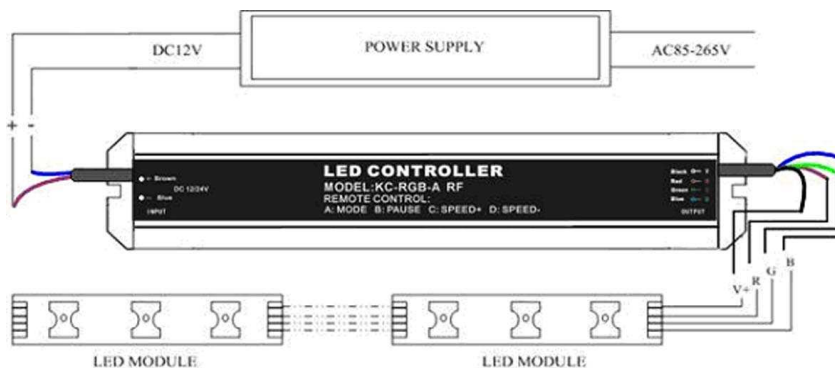 DC12V
POWER SUPPLY
AC85-265V
+ -
LED CONTROLLER
MODEL:KC-RGB-A RF
REMOTE CONTROL:
A: MODE B: PAUSE C: SPEED+ D: SPEED-
Brown
DC 12/24V
Blue
INPUT
Black
Red
Green
Blue
OUTPUT
V+ R G B
LED MODULE
LED MODULE